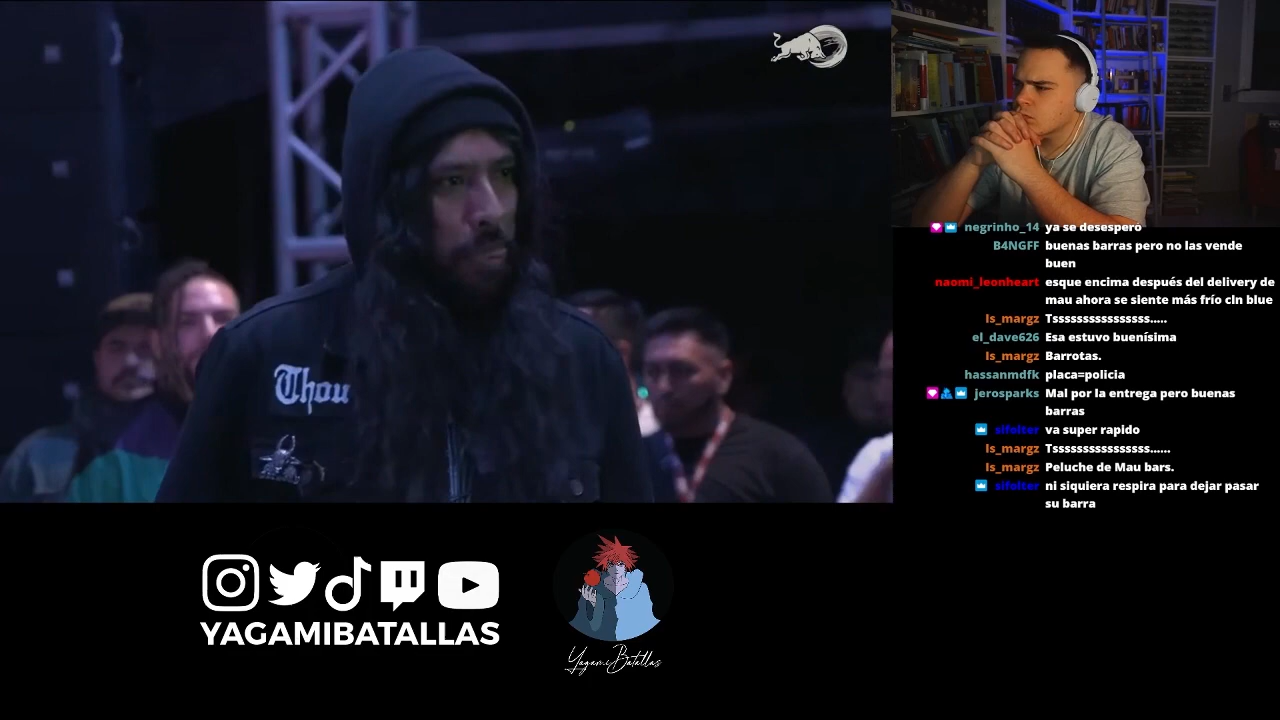 Thou
negrinho_14 ya se desesperó
B4NGFF buenas barras pero no las vende
buen
naomi_leonheart esque encima después del delivery de
mau ahora se siente más frío cln blue
ls_margz Tssssssssssssssss.....
el_dave626 Esa estuvo buenísima
ls_margz Barrotas.
hassanmdfk placa=policia
jerosparks Mal por la entrega pero buenas
barras
sifelter va super rapido
ls_margz Tssssssssssssssss......
ls_margz Peluche de Mau bars.
sifelter ni siquiera respira para dejar pasar
su barra
YAGAMIBATALLAS
YagamiBatallas